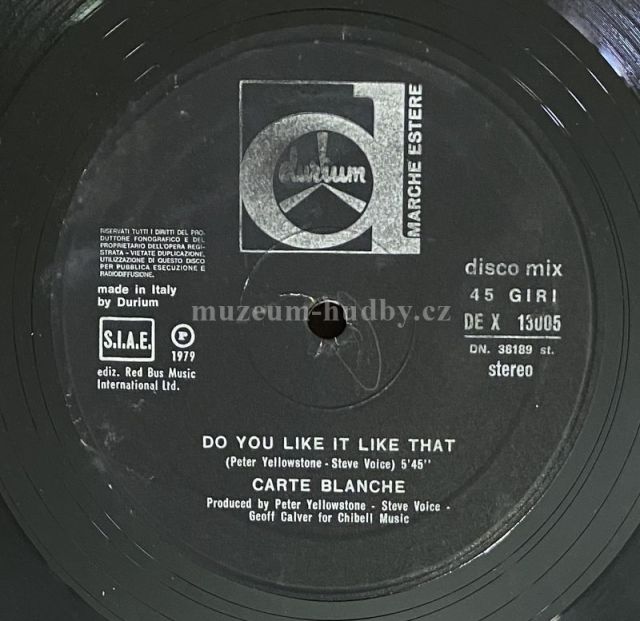 durium
MARCHE ESTERE
RISERVATI TUTTI I DIRITTI DEL PRO-
DUTTORE FONOGRAFICO E DEL
PROPRIETARIO DELL'OPERA REGI-
STRATA - VIETATE DUPLICAZIONE,
UTILIZZAZIONE DI QUESTO DISCO
PER PUBBLICA ESECUZIONE E
RADIODIFFUSIONE.
made in Italy
by Durium
S.I.A.E.
P
1979
ediz. Red Bus Music
International Ltd.
disco mix
45 GIRI
DE X 13005
DN. 38189 st.
stereo
muzeum-hudby.cz
DO YOU LIKE IT LIKE THAT
(Peter Yellowstone - Steve Voice) 5'45''
CARTE BLANCHE
Produced by Peter Yellowstone - Steve Voice -
Geoff Calver for Chibell Music